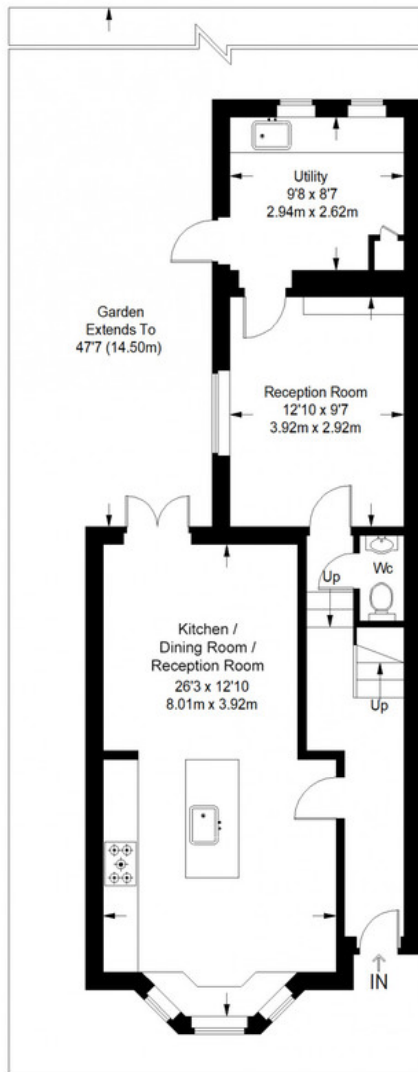 Utility
9'8 x 8'7
2.94m x 2.62m
Garden
Extends To
47'7 (14.50m)
Reception Room
12'10 x 9'7
3.92m x 2.92m
Up
Wc
Kitchen /
Dining Room /
Reception Room
26'3 x 12'10
8.01m x 3.92m
Up
IN